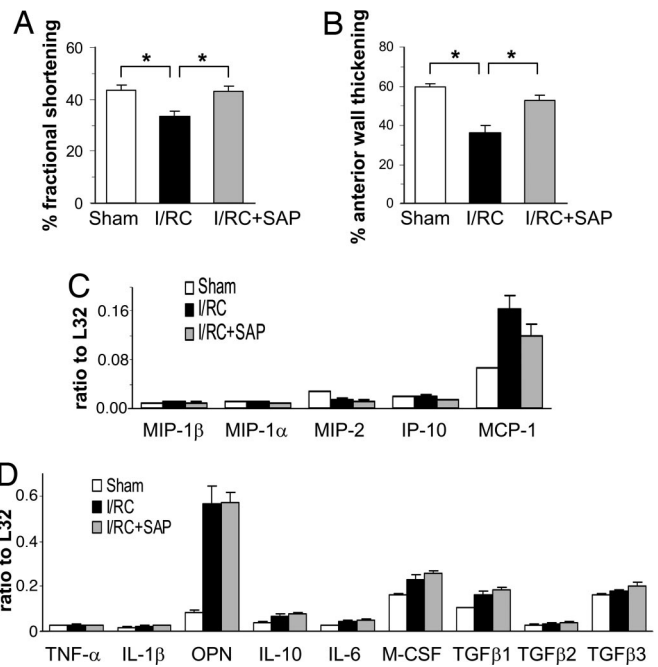 A
% fractional shortening
60
40
20
0
* *
Sham I/RC I/RC+SAP
B
% anterior wall thickening
80
60
40
20
0
* *
Sham I/RC I/RC+SAP
C
ratio to L32
0.16
0.08
0.00
Sham
I/RC
I/RC+SAP
MIP-1β MIP-1α MIP-2 IP-10 MCP-1
D
ratio to L32
0.6
0.4
0.2
0
Sham
I/RC
I/RC+SAP
TNF-α IL-1β OPN IL-10 IL-6 M-CSF TGFβ1 TGFβ2 TGFβ3